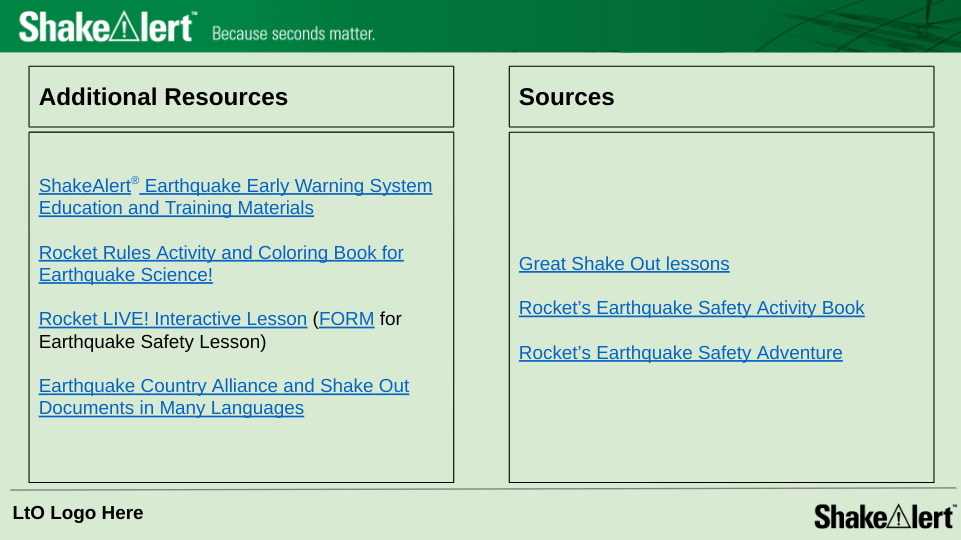 ShakeAlert™ Because seconds matter.
Additional Resources
ShakeAlert® Earthquake Early Warning System
Education and Training Materials
Rocket Rules Activity and Coloring Book for
Earthquake Science!
Rocket LIVE! Interactive Lesson (FORM for
Earthquake Safety Lesson)
Earthquake Country Alliance and Shake Out
Documents in Many Languages
Sources
Great Shake Out lessons
Rocket’s Earthquake Safety Activity Book
Rocket’s Earthquake Safety Adventure
LtO Logo Here
ShakeAlert™